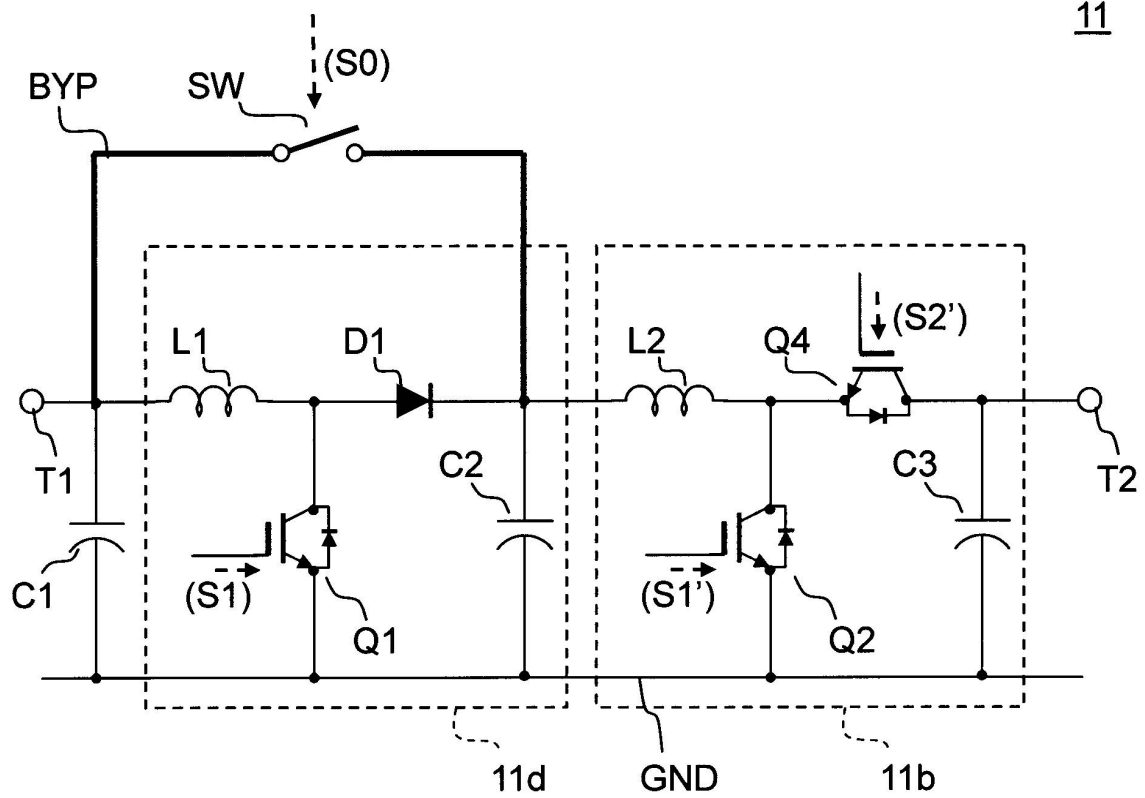 11
(S0)
BYP
SW
(S2’)
L1
D1
L2
Q4
T1
C2
C3
T2
C1
(S1)
Q1
(S1’)
Q2
11d
GND
11b